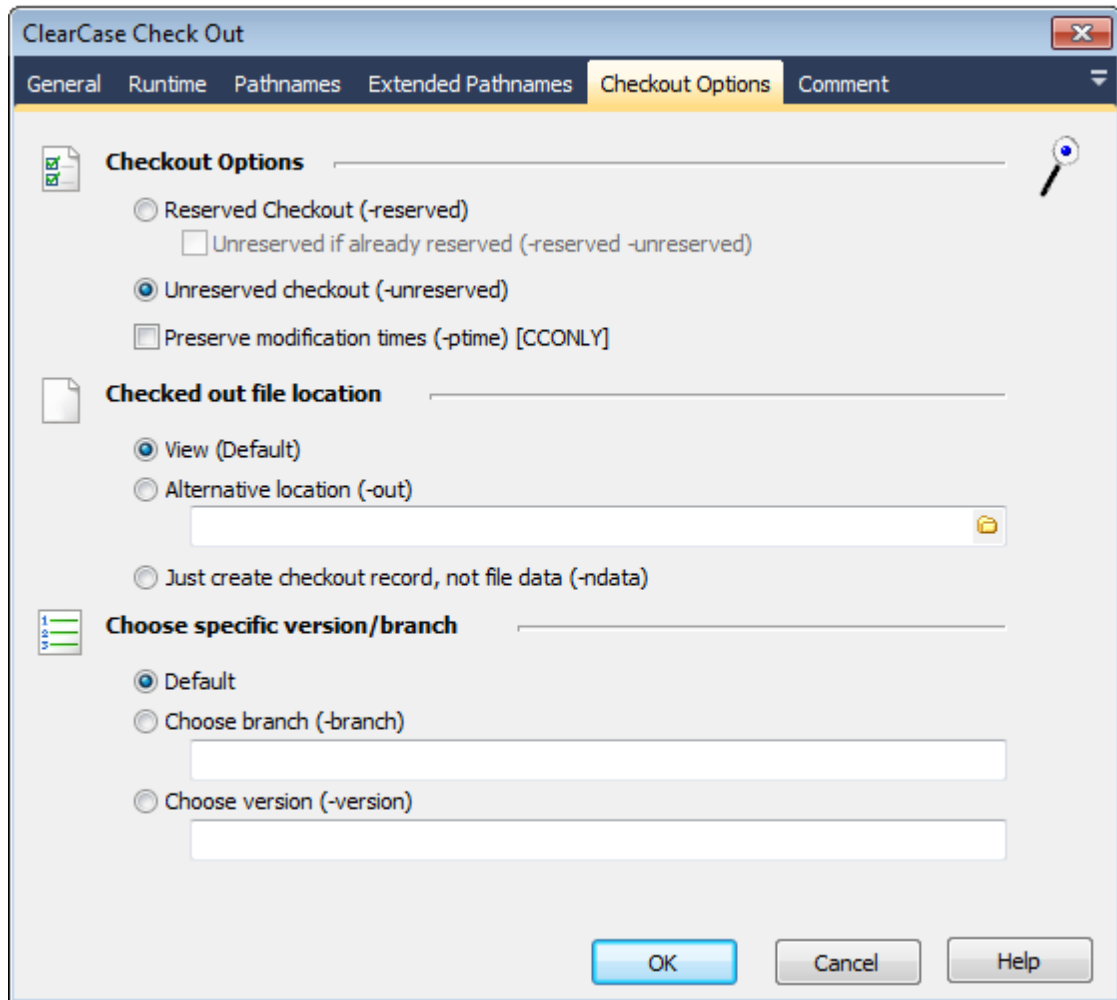 ClearCase Check Out
General Runtime Pathnames Extended Pathnames Checkout Options Comment
Checkout Options
Reserved Checkout (-reserved)
Unreserved if already reserved (-reserved -unreserved)
Unreserved checkout (-unreserved)
Preserve modification times (-ptime) [CCONLY]
Checked out file location
View (Default)
Alternative location (-out)
Just create checkout record, not file data (-ndata)
1
2
3
Choose specific version/branch
Default
Choose branch (-branch)
Choose version (-version)
OK Cancel Help